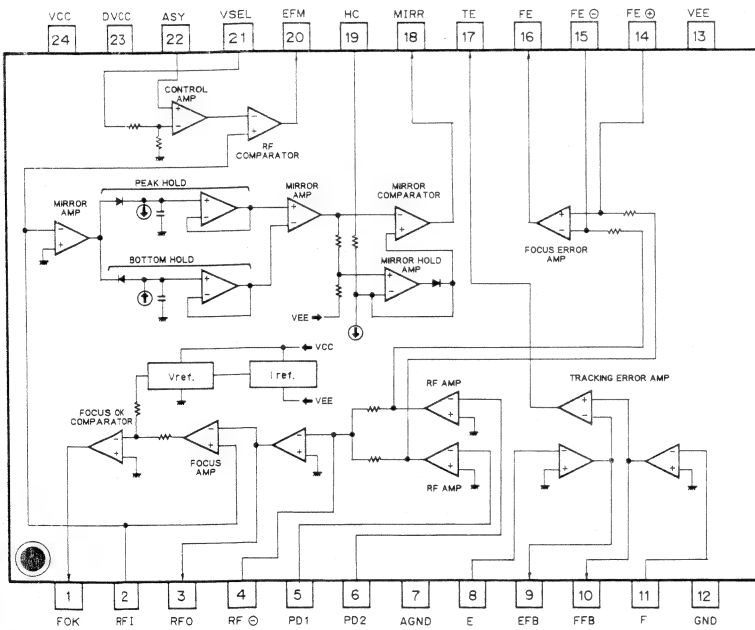 VCC DVCC ASY VSEL EFM HC MIRR TE FE FE ⊖ FE ⊕ VEE
24 23 22 21 20 19 18 17 16 15 14 13
CONTROL
AMP
RF
COMPARATOR
PEAK HOLD
MIRROR
AMP
MIRROR
AMP
MIRROR
COMPARATOR
FOCUS ERROR
AMP
BOTTOM HOLD
MIRROR HOLD
AMP
VEE
VCC
Vref.
Iref.
VEE
FOCUS OK
COMPARATOR
FOCUS
AMP
RF AMP
RF AMP
TRACKING ERROR AMP
1 2 3 4 5 6 7 8 9 10 11 12
FOK RFI RFO RF ⊖ PD1 PD2 AGND E EFB FFB F GND